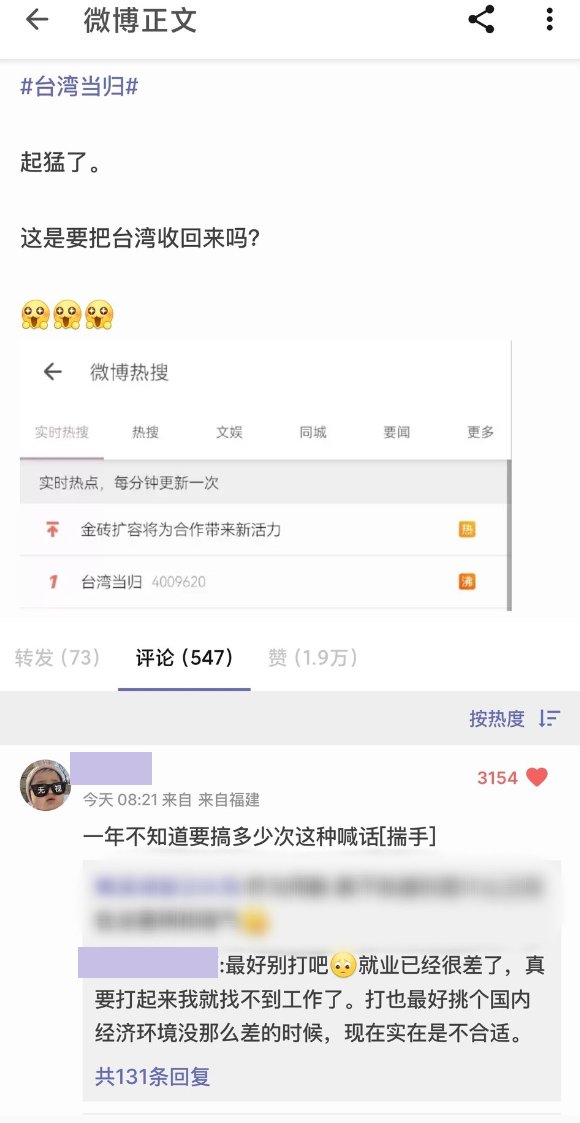 微博正文
#台湾当归#
起猛了。
这是要把台湾收回来吗?
微博热搜
实时热搜 热搜 文娱 同城 要闻 更多
实时热点，每分钟更新一次
金砖扩容将为合作带来新活力 热
1 台湾当归 4009620 沸
转发 (73) 评论 (547) 赞 (1.9万)
按热度
3154
无视
今天 08:21 来自 来自福建
一年不知道要搞多少次这种喊话[揣手]
:最好别打吧 就业已经很差了，真
要打起来我就找不到工作了。打也最好挑个国内
经济环境没那么差的时候，现在实在是不合适。
共131条回复